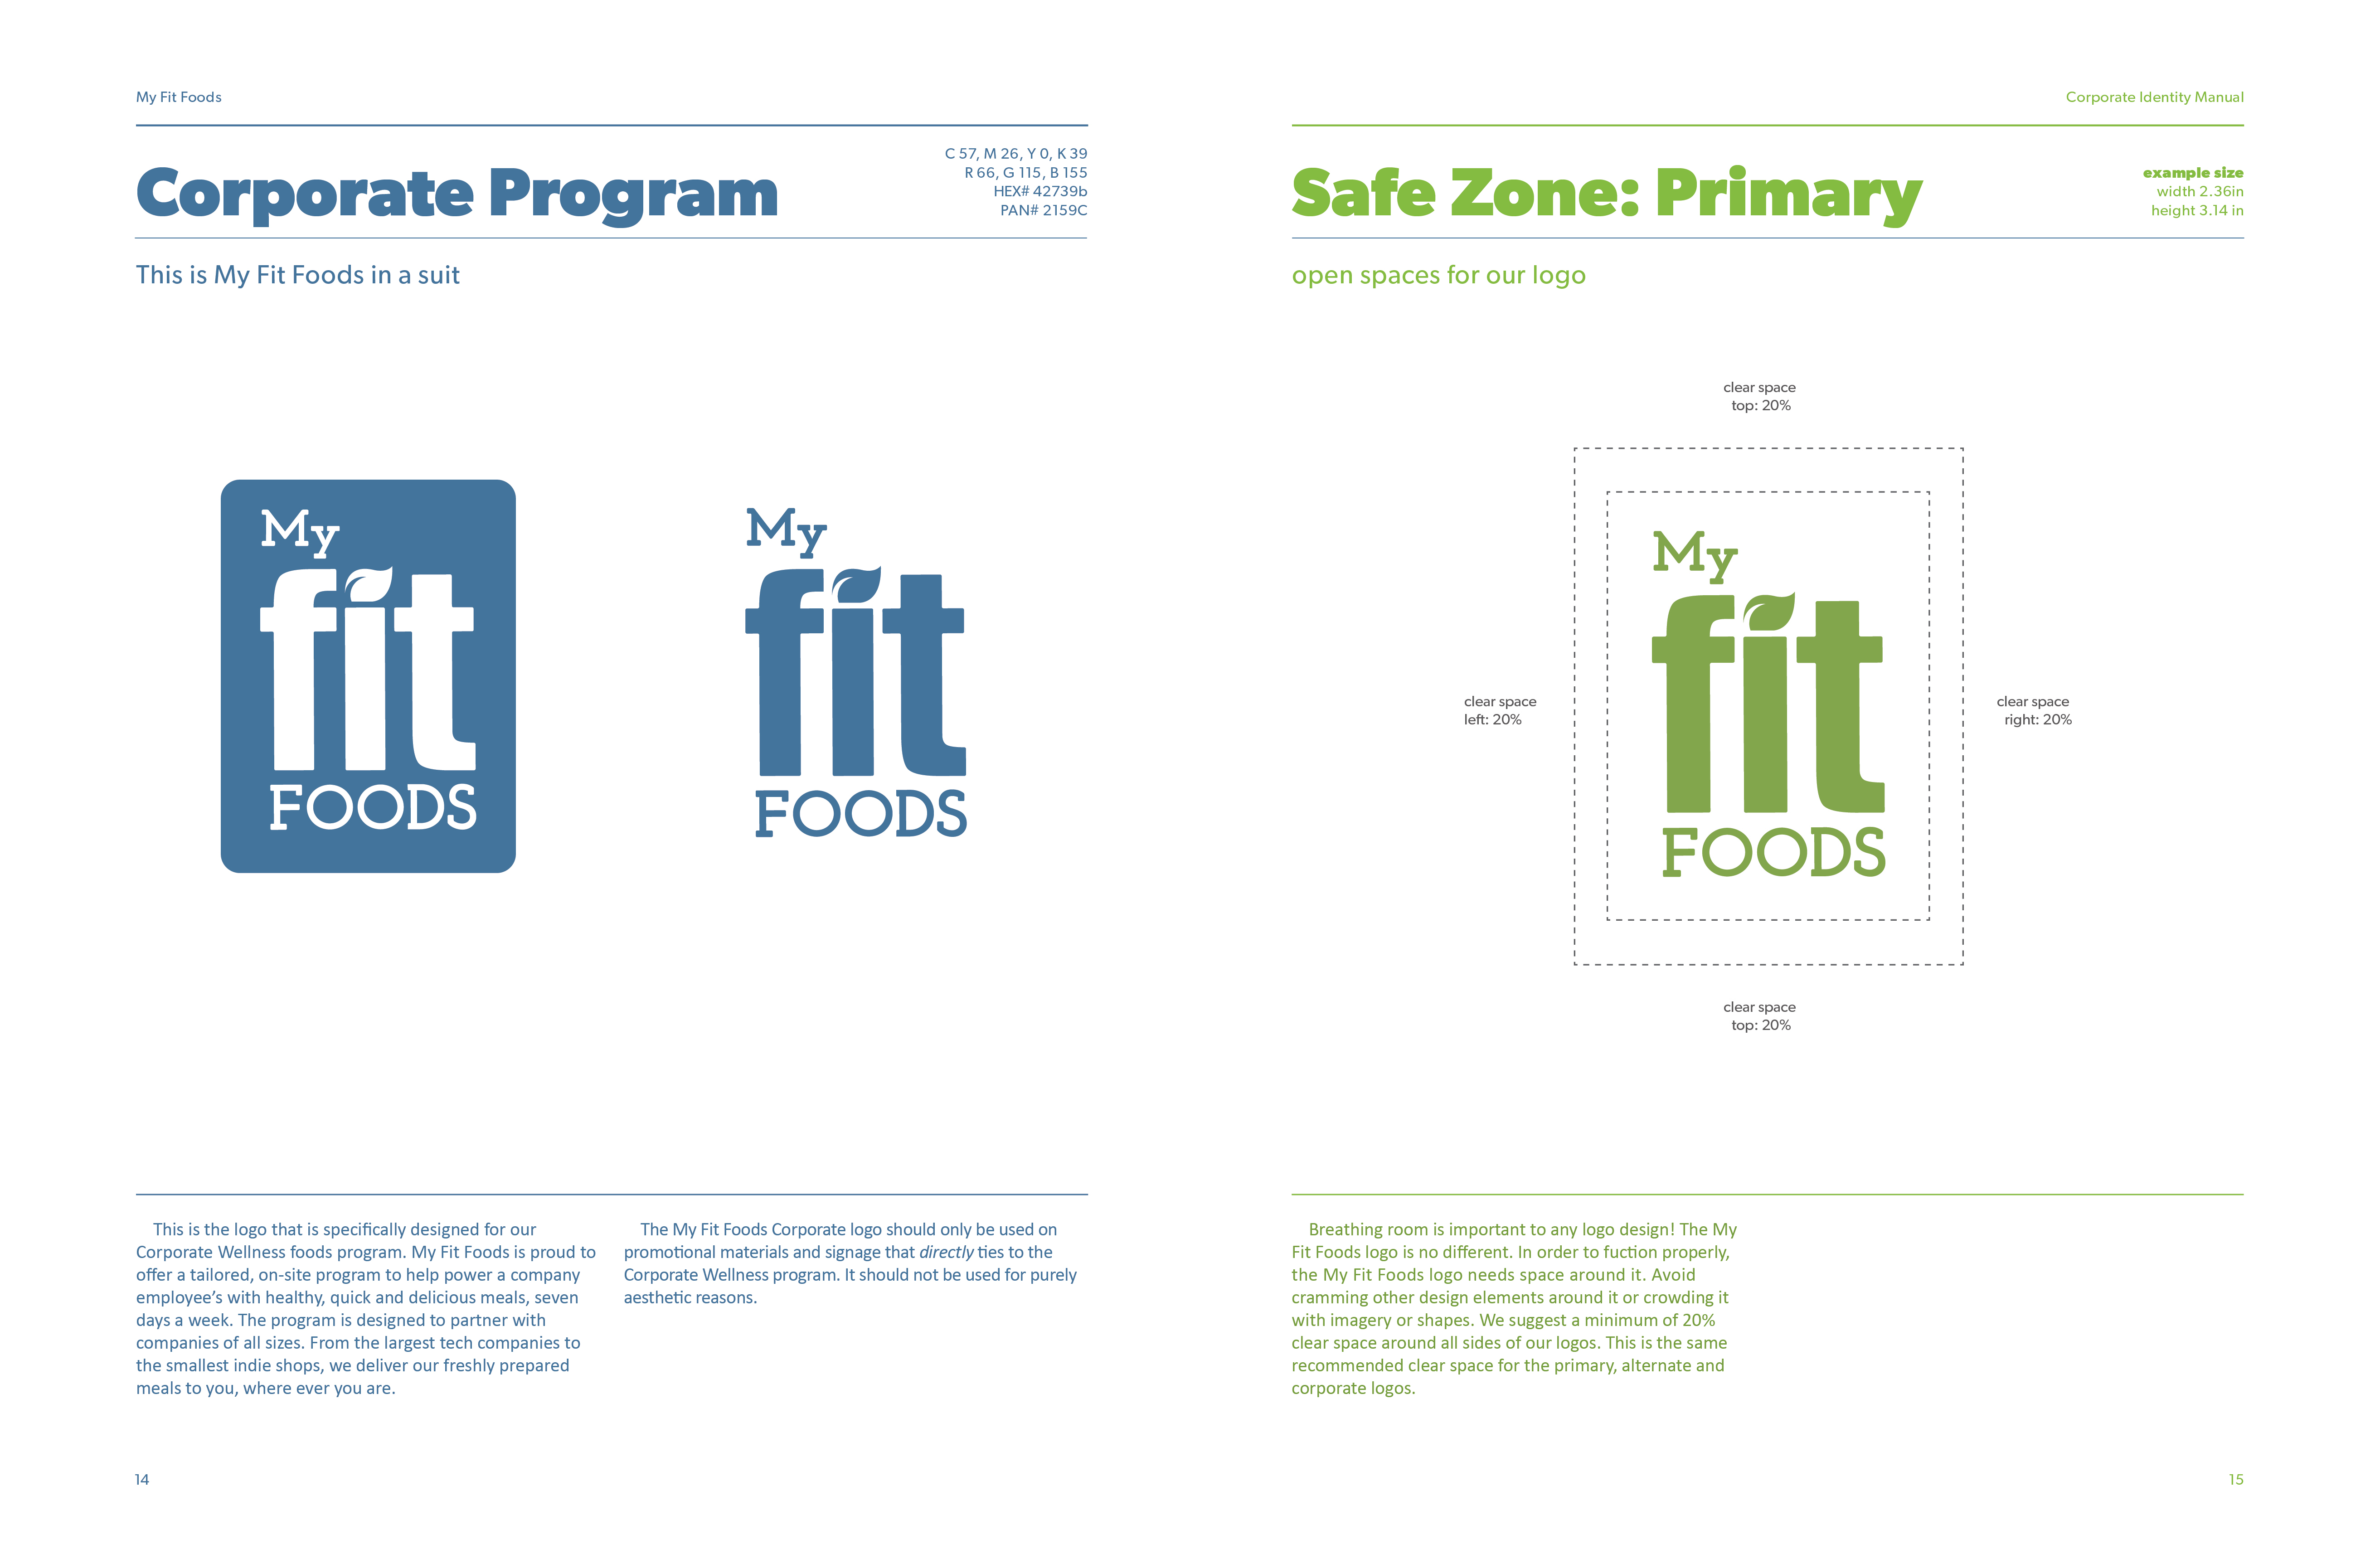 My Fit Foods
Corporate Program
C 57, M 26, Y 0, K 39
R 66, G 115, B 155
HEX# 42739b
PAN# 2159C
This is My Fit Foods in a suit
My
fit
FOODS
My
fit
FOODS
This is the logo that is specifically designed for our
Corporate Wellness foods program. My Fit Foods is proud to
offer a tailored, on-site program to help power a company
employee’s with healthy, quick and delicious meals, seven
days a week. The program is designed to partner with
companies of all sizes. From the largest tech companies to
the smallest indie shops, we deliver our freshly prepared
meals to you, where ever you are.
The My Fit Foods Corporate logo should only be used on
promotional materials and signage that directly ties to the
Corporate Wellness program. It should not be used for purely
aesthetic reasons.
14
Corporate Identity Manual
Safe Zone: Primary
example size
width 2.36in
height 3.14 in
open spaces for our logo
clear space
top: 20%
clear space
left: 20%
My
fit
FOODS
clear space
right: 20%
clear space
top: 20%
Breathing room is important to any logo design! The My
Fit Foods logo is no different. In order to fuction properly,
the My Fit Foods logo needs space around it. Avoid
cramming other design elements around it or crowding it
with imagery or shapes. We suggest a minimum of 20%
clear space around all sides of our logos. This is the same
recommended clear space for the primary, alternate and
corporate logos.
15